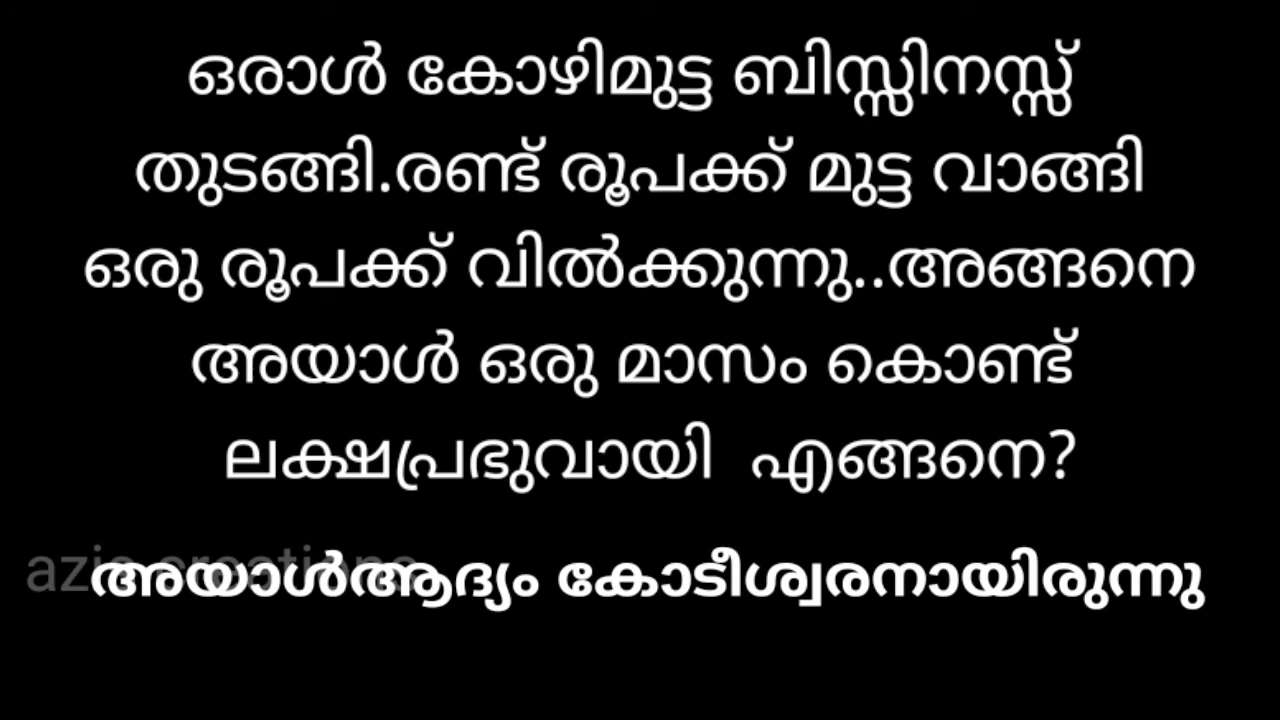 ഒരാൾ കോഴിമുട്ട ബിസ്സിനസ്സ്
തുടങ്ങി.രണ്ട് രൂപക്ക് മുട്ട വാങ്ങി
ഒരു രൂപക്ക് വിൽക്കുന്നു..അങ്ങനെ
അയാൾ ഒരു മാസം കൊണ്ട്
ലക്ഷപ്രഭുവായി എങ്ങനെ?
അയാൾആദ്യം കോടീശ്വരനായിരുന്നു